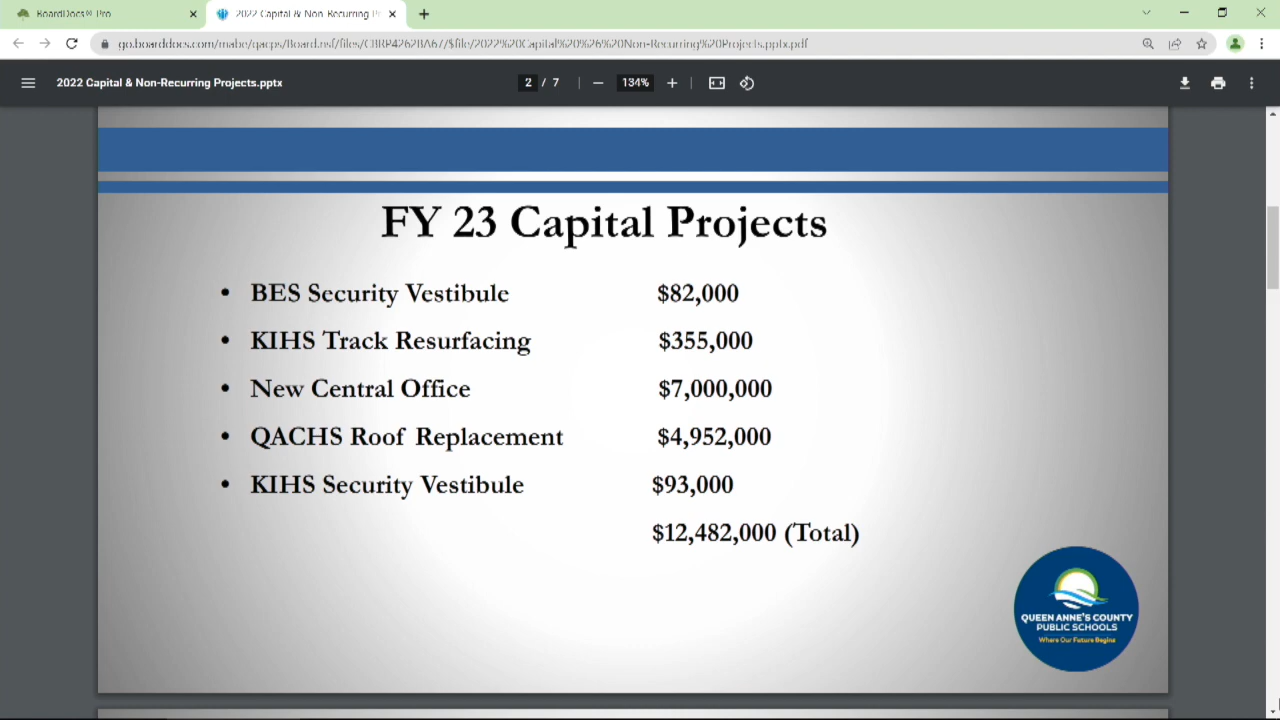 BoardDocs® Pro
2022 Capital & Non-Recurring Pr
go.boarddocs.com/mabe/qacps/Board.nsf/files/CBRP4262BA67/$file/2022%20Capital%20%26%20Non-Recurring%20Projects.pptx.pdf
2022 Capital & Non-Recurring Projects.pptx
2 / 7
134%
FY 23 Capital Projects
• BES Security Vestibule $82,000
• KIHS Track Resurfacing $355,000
• New Central Office $7,000,000
• QACHS Roof Replacement $4,952,000
• KIHS Security Vestibule $93,000
$12,482,000 (Total)
QUEEN ANNE'S COUNTY
PUBLIC SCHOOLS
Where Our Future Begins